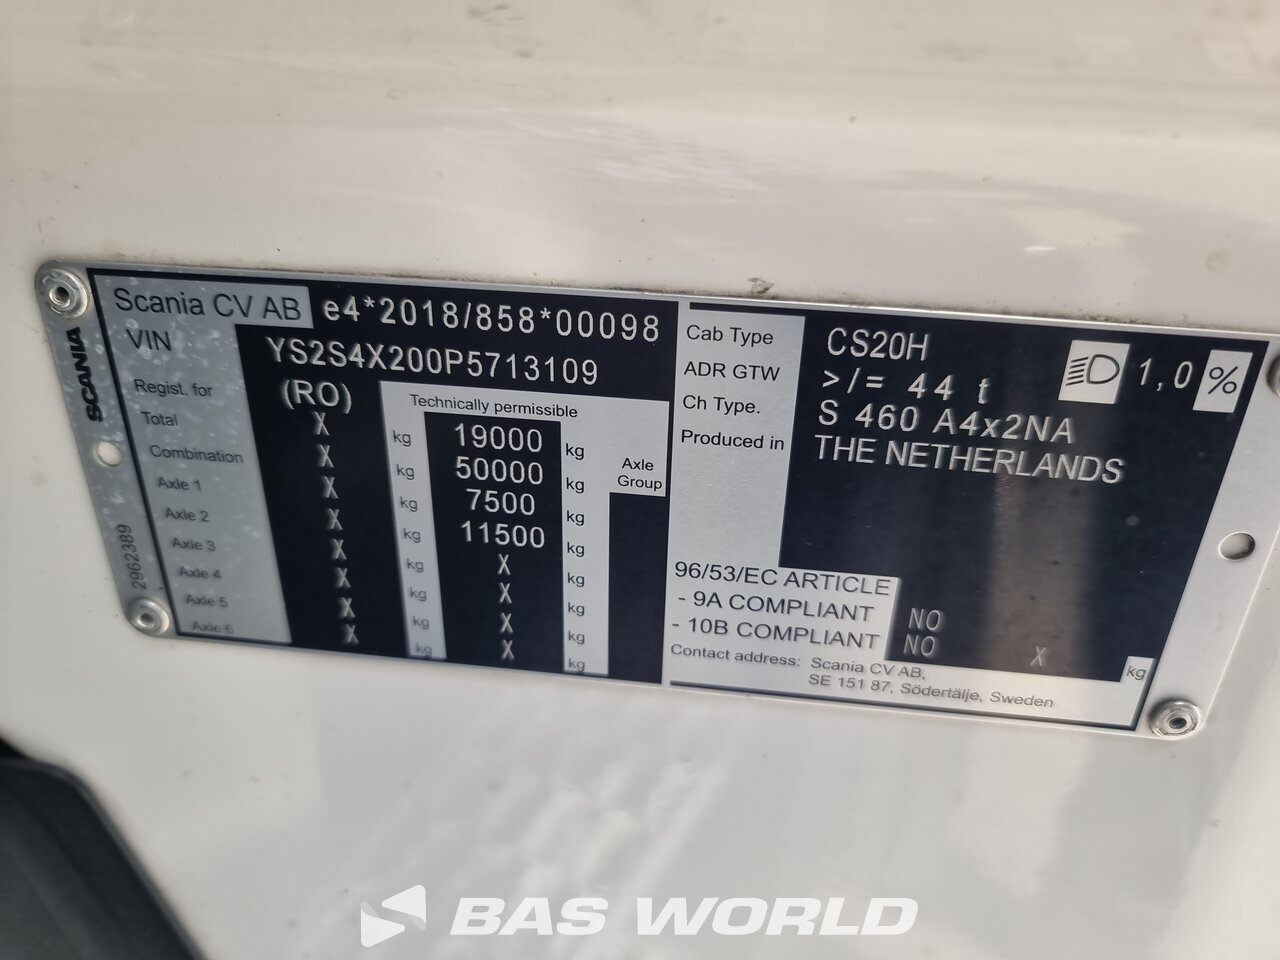 Scania CV AB e4*2018/858*00098
VIN YS2S4X200P5713109
Regist. for (RO) Technically permissible
Total X kg 19000 kg
Combination X kg 50000 kg Axle Group
Axle 1 X kg 7500 kg
Axle 2 X kg 11500 kg
Axle 3 X kg X kg
Axle 4 X kg X kg
Axle 5 X kg X kg
Axle 6 X kg X kg
SCANIA
2962389
Cab Type CS20H 1,0 %
ADR GTW >/= 44 t
Ch Type. S 460 A4x2NA
Produced in THE NETHERLANDS
96/53/EC ARTICLE
- 9A COMPLIANT NO
- 10B COMPLIANT NO X kg
Contact address: Scania CV AB,
SE 151 87, Södertälje, Sweden
BAS WORLD